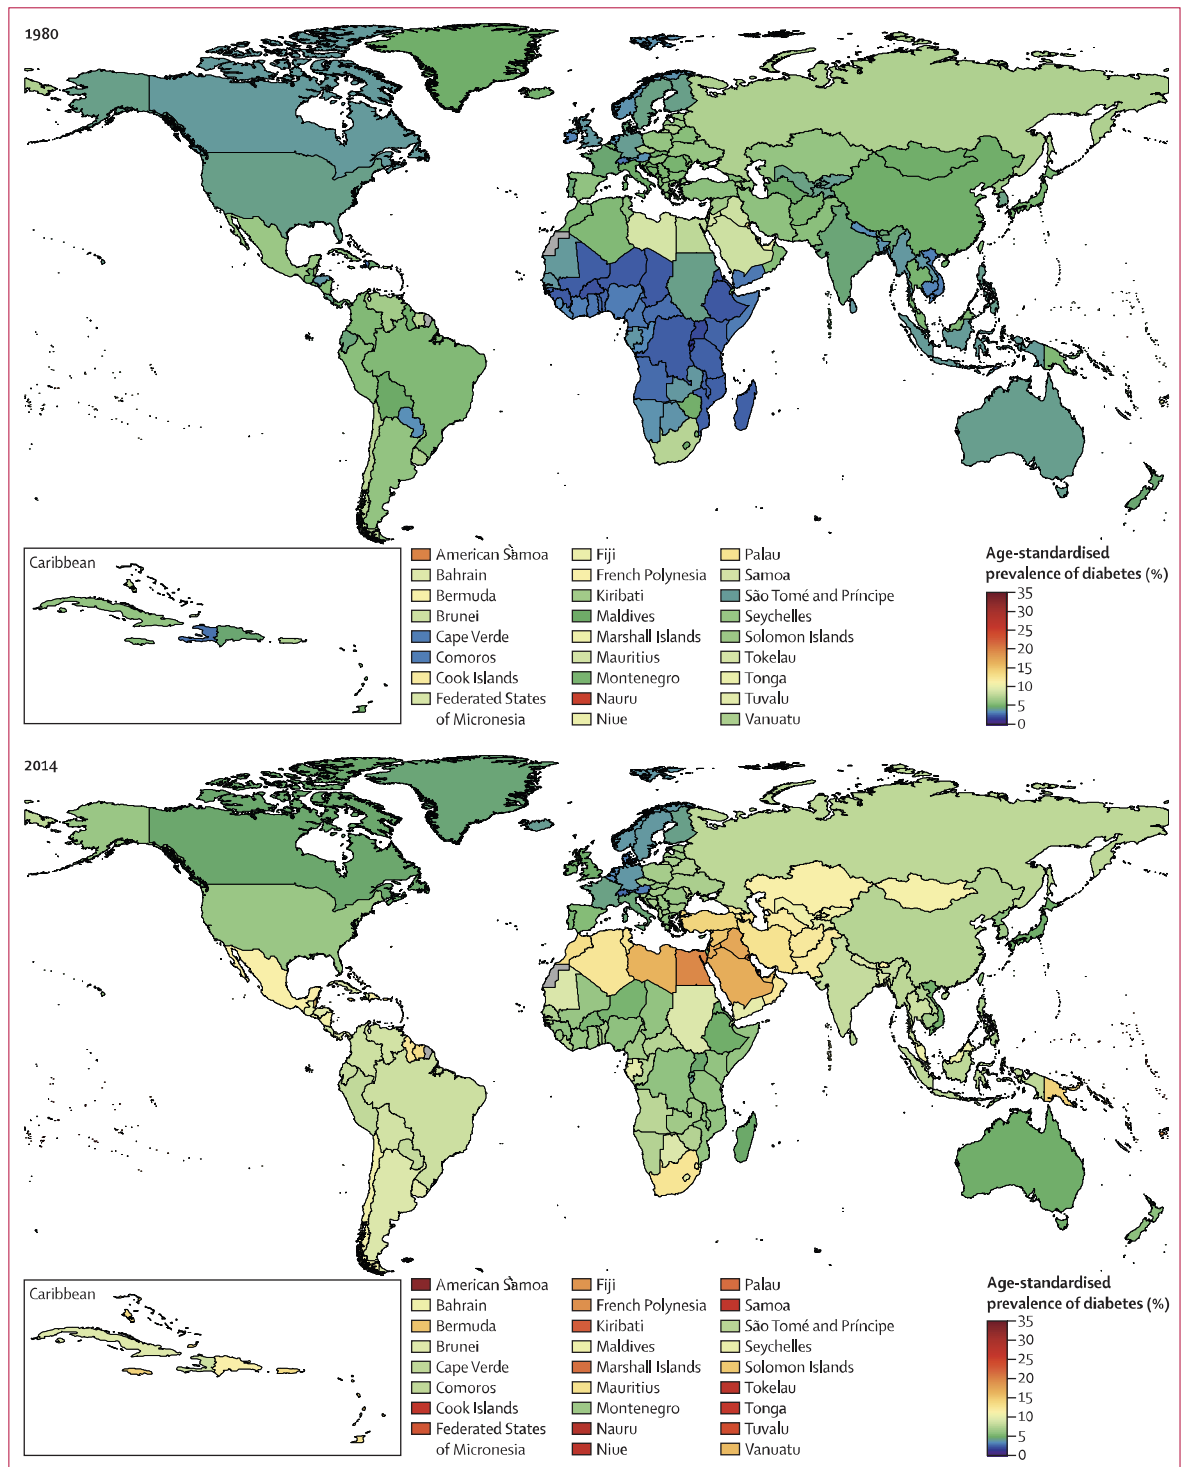 1980
Caribbean
American Samoa
Bahrain
Bermuda
Brunei
Cape Verde
Comoros
Cook Islands
Federated States
of Micronesia
Fiji
French Polynesia
Kiribati
Maldives
Marshall Islands
Mauritius
Montenegro
Nauru
Niue
Palau
Samoa
São Tomé and Príncipe
Seychelles
Solomon Islands
Tokelau
Tonga
Tuvalu
Vanuatu
Age-standardised
prevalence of diabetes (%)
35
30
25
20
15
10
5
0
2014
Caribbean
American Samoa
Bahrain
Bermuda
Brunei
Cape Verde
Comoros
Cook Islands
Federated States
of Micronesia
Fiji
French Polynesia
Kiribati
Maldives
Marshall Islands
Mauritius
Montenegro
Nauru
Niue
Palau
Samoa
São Tomé and Príncipe
Seychelles
Solomon Islands
Tokelau
Tonga
Tuvalu
Vanuatu
Age-standardised
prevalence of diabetes (%)
35
30
25
20
15
10
5
0